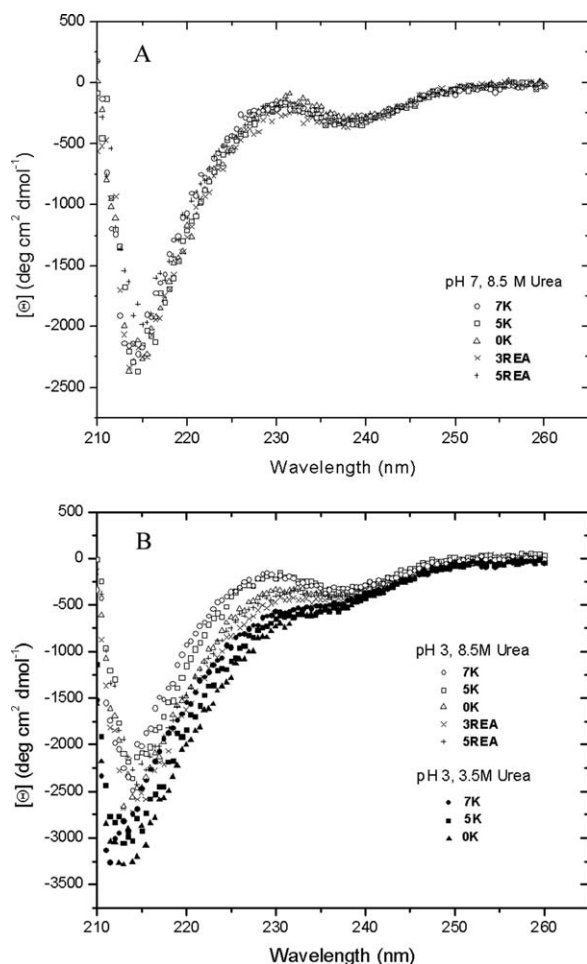 A
500
0
-500
-1000
-1500
-2000
-2500
[Θ] (deg cm² dmol⁻¹)
pH 7, 8.5 M Urea
7K
5K
0K
3REA
5REA
210 220 230 240 250 260
Wavelength (nm)
B
500
0
-500
-1000
-1500
-2000
-2500
-3000
-3500
[Θ] (deg cm² dmol⁻¹)
pH 3, 8.5M Urea
7K
5K
0K
3REA
5REA
pH 3, 3.5M Urea
7K
5K
0K
210 220 230 240 250 260
Wavelength (nm)